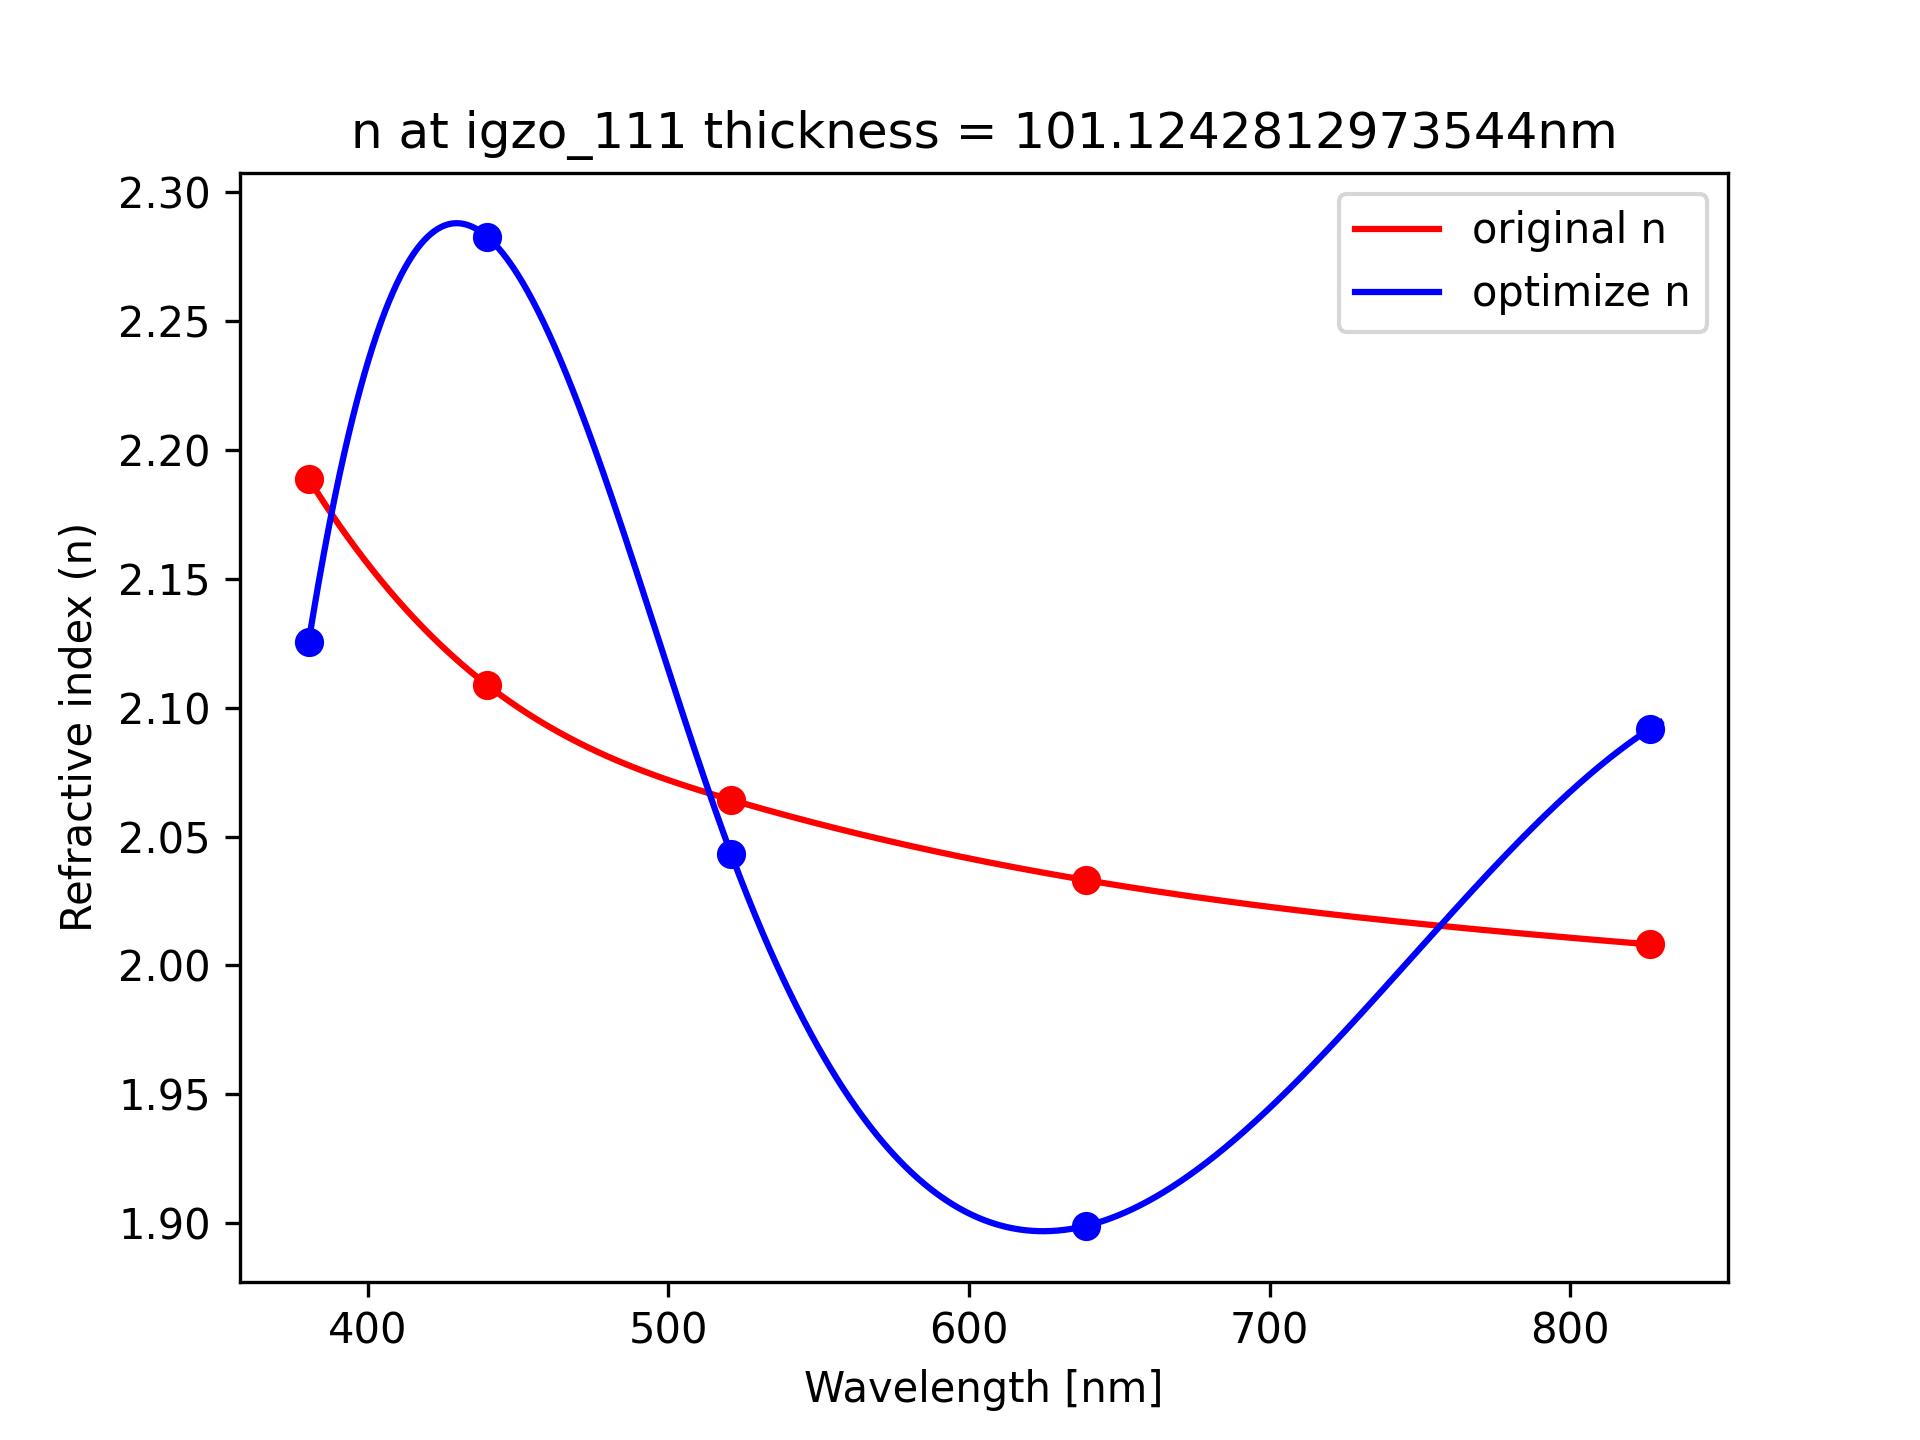 n at igzo_111 thickness = 101.1242812973544nm
original n
optimize n
2.30
2.25
2.20
2.15
2.10
2.05
2.00
1.95
1.90
Refractive index (n)
400 500 600 700 800
Wavelength [nm]